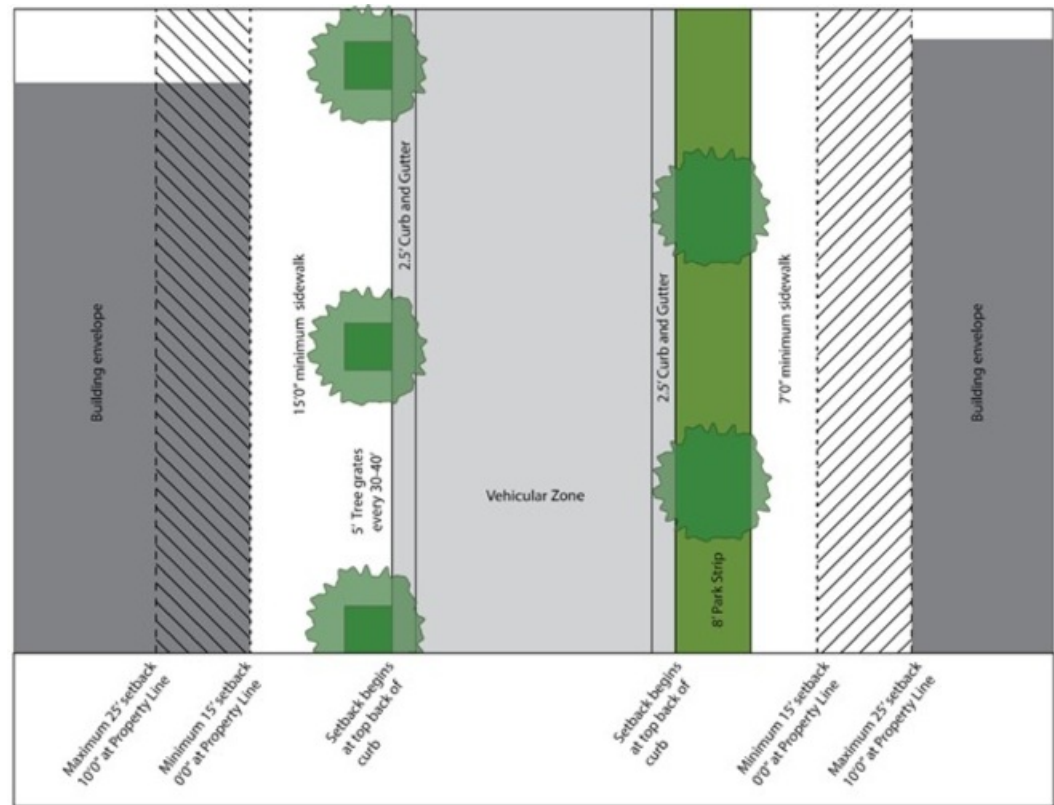 Building envelope
15'0" minimum sidewalk
5' Tree grates
every 30-40'
2.5' Curb and Gutter
Vehicular Zone
2.5' Curb and Gutter
8' Park Strip
7'0" minimum sidewalk
Building envelope
Maximum 25' setback
10'0" at Property Line
Minimum 15' setback
0'0" at Property Line
Setback begins
at top back of
curb
Setback begins
at top back of
curb
Minimum 15' setback
0'0" at Property Line
Maximum 25' setback
10'0" at Property Line